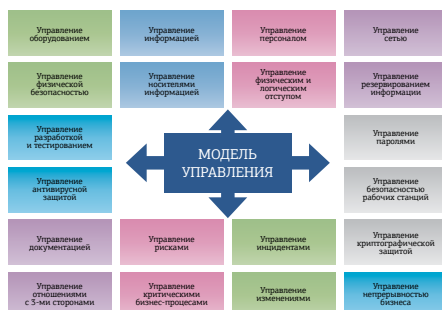 Управление
оборудованием
Управление
информацией
Управление
персоналом
Управление
сетью
Управление
физической
безопасностью
Управление
носителями
информацией
Управление
физическим и
логическим
отступом
Управление
резервированием
информации
Управление
разработкой
и тестированием
МОДЕЛЬ
УПРАВЛЕНИЯ
Управление
паролями
Управление
антивирусной
защитой
Управление
безопасностью
рабочих станций
Управление
документацией
Управление
рисками
Управление
инцидентами
Управление
криптографической
защитой
Управление
отношениями
с 3-ми сторонами
Управление
критическими
бизнес-процесами
Управление
изменениями
Управление
непрерывностью
бизнеса